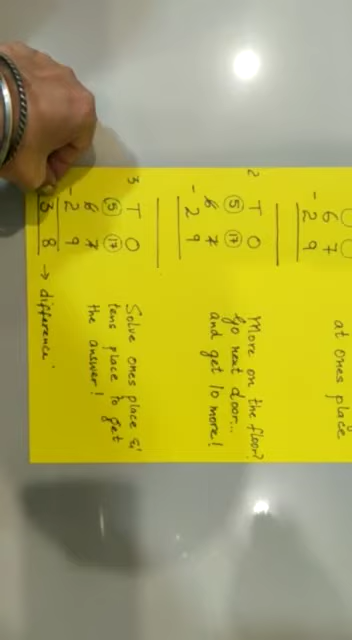 6 7
- 2 9
at ones place
2
T O
(5) (17)
6 7
- 2 9
More on the floor?
Go next door...
and get 10 more!
3
T O
(5) (17)
6 7
- 2 9
3 8 → difference.
Solve ones place &
tens place to get
the answer!